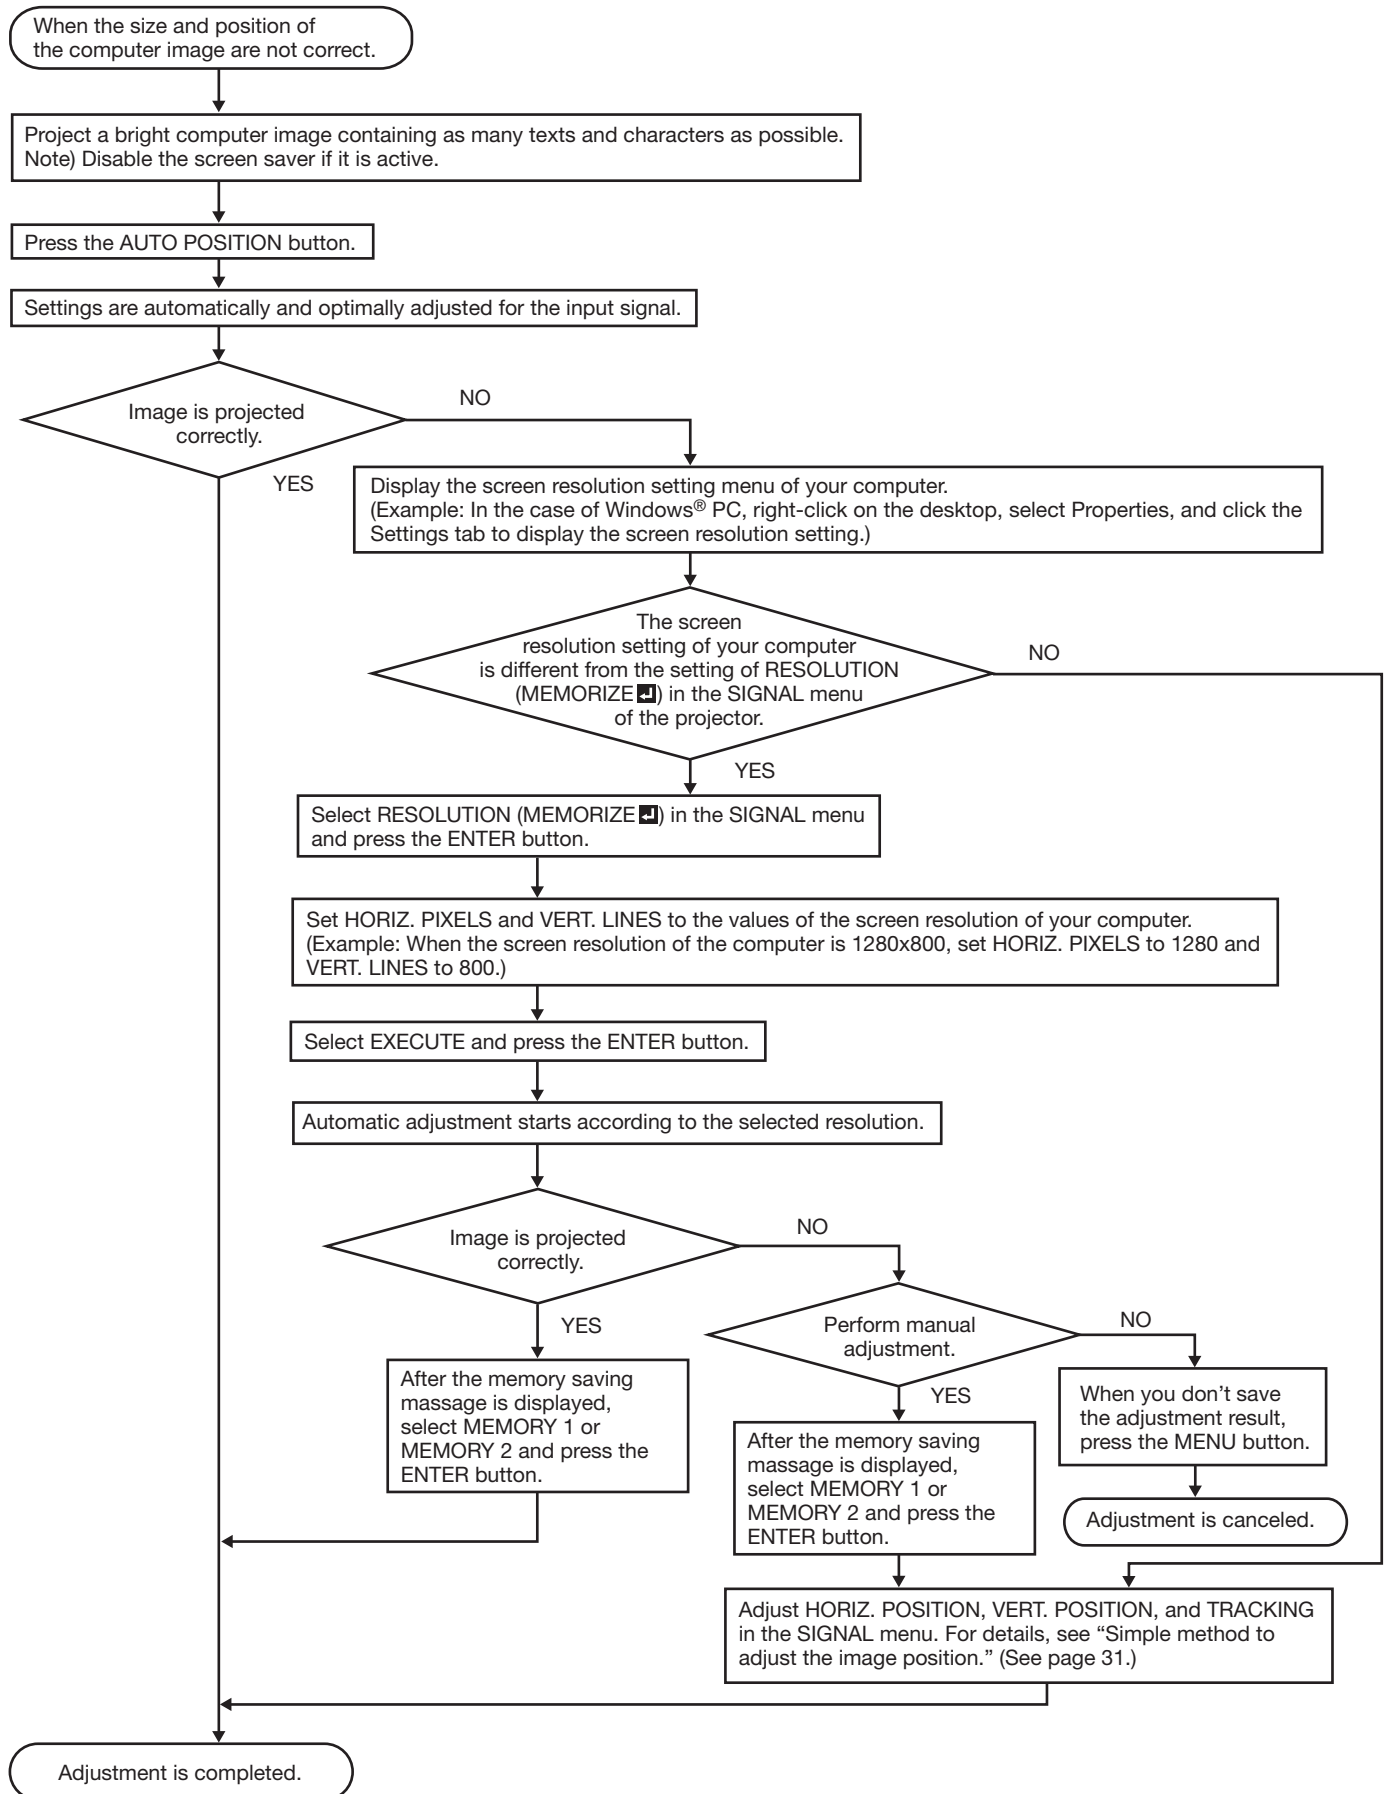 When the size and position of
the computer image are not correct.
Project a bright computer image containing as many texts and characters as possible.
Note) Disable the screen saver if it is active.
Press the AUTO POSITION button.
Settings are automatically and optimally adjusted for the input signal.
Image is projected
correctly.
NO
YES
Display the screen resolution setting menu of your computer.
(Example: In the case of Windows® PC, right-click on the desktop, select Properties, and click the
Settings tab to display the screen resolution setting.)
The screen
resolution setting of your computer
is different from the setting of RESOLUTION
(MEMORIZE ↵) in the SIGNAL menu
of the projector.
NO
YES
Select RESOLUTION (MEMORIZE ↵) in the SIGNAL menu
and press the ENTER button.
Set HORIZ. PIXELS and VERT. LINES to the values of the screen resolution of your computer.
(Example: When the screen resolution of the computer is 1280x800, set HORIZ. PIXELS to 1280 and
VERT. LINES to 800.)
Select EXECUTE and press the ENTER button.
Automatic adjustment starts according to the selected resolution.
Image is projected
correctly.
NO
YES
After the memory saving
massage is displayed,
select MEMORY 1 or
MEMORY 2 and press the
ENTER button.
Perform manual
adjustment.
NO
YES
When you don't save
the adjustment result,
press the MENU button.
Adjustment is canceled.
After the memory saving
massage is displayed,
select MEMORY 1 or
MEMORY 2 and press the
ENTER button.
Adjust HORIZ. POSITION, VERT. POSITION, and TRACKING
in the SIGNAL menu. For details, see “Simple method to
adjust the image position.” (See page 31.)
Adjustment is completed.